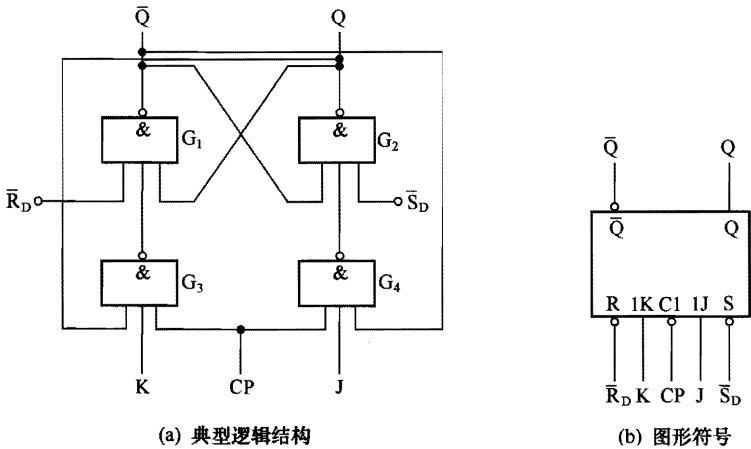 Q̅ Q
& G₁ & G₂
R̅D S̅D
& G₃ & G₄
K CP J
(a) 典型逻辑结构
Q̅ Q
Q̅ Q
R 1K C1 1J S
R̅D K CP J S̅D
(b) 图形符号